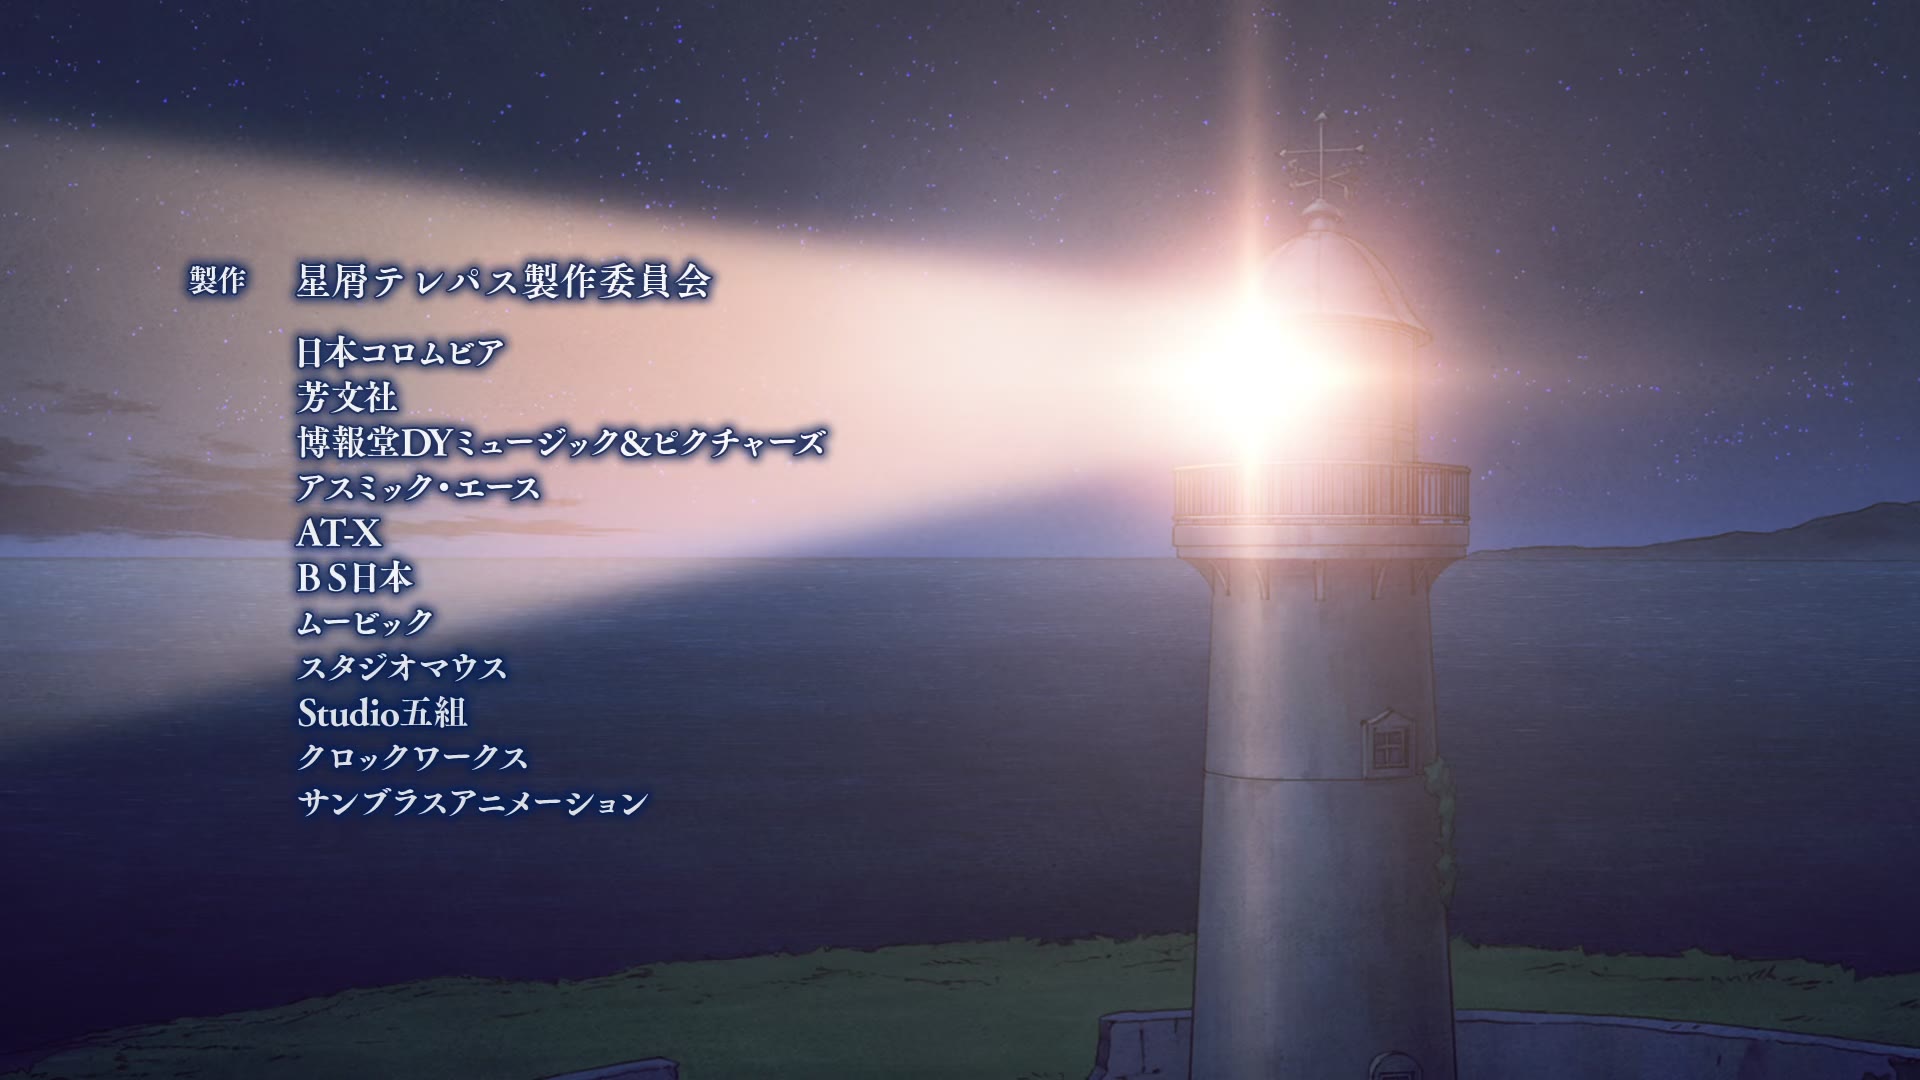 製作 星屑テレパス製作委員会
日本コロムビア
芳文社
博報堂DYミュージック&ピクチャーズ
アスミック・エース
AT-X
BS日本
ムービック
スタジオマウス
Studio五組
クロックワークス
サンブラスアニメーション